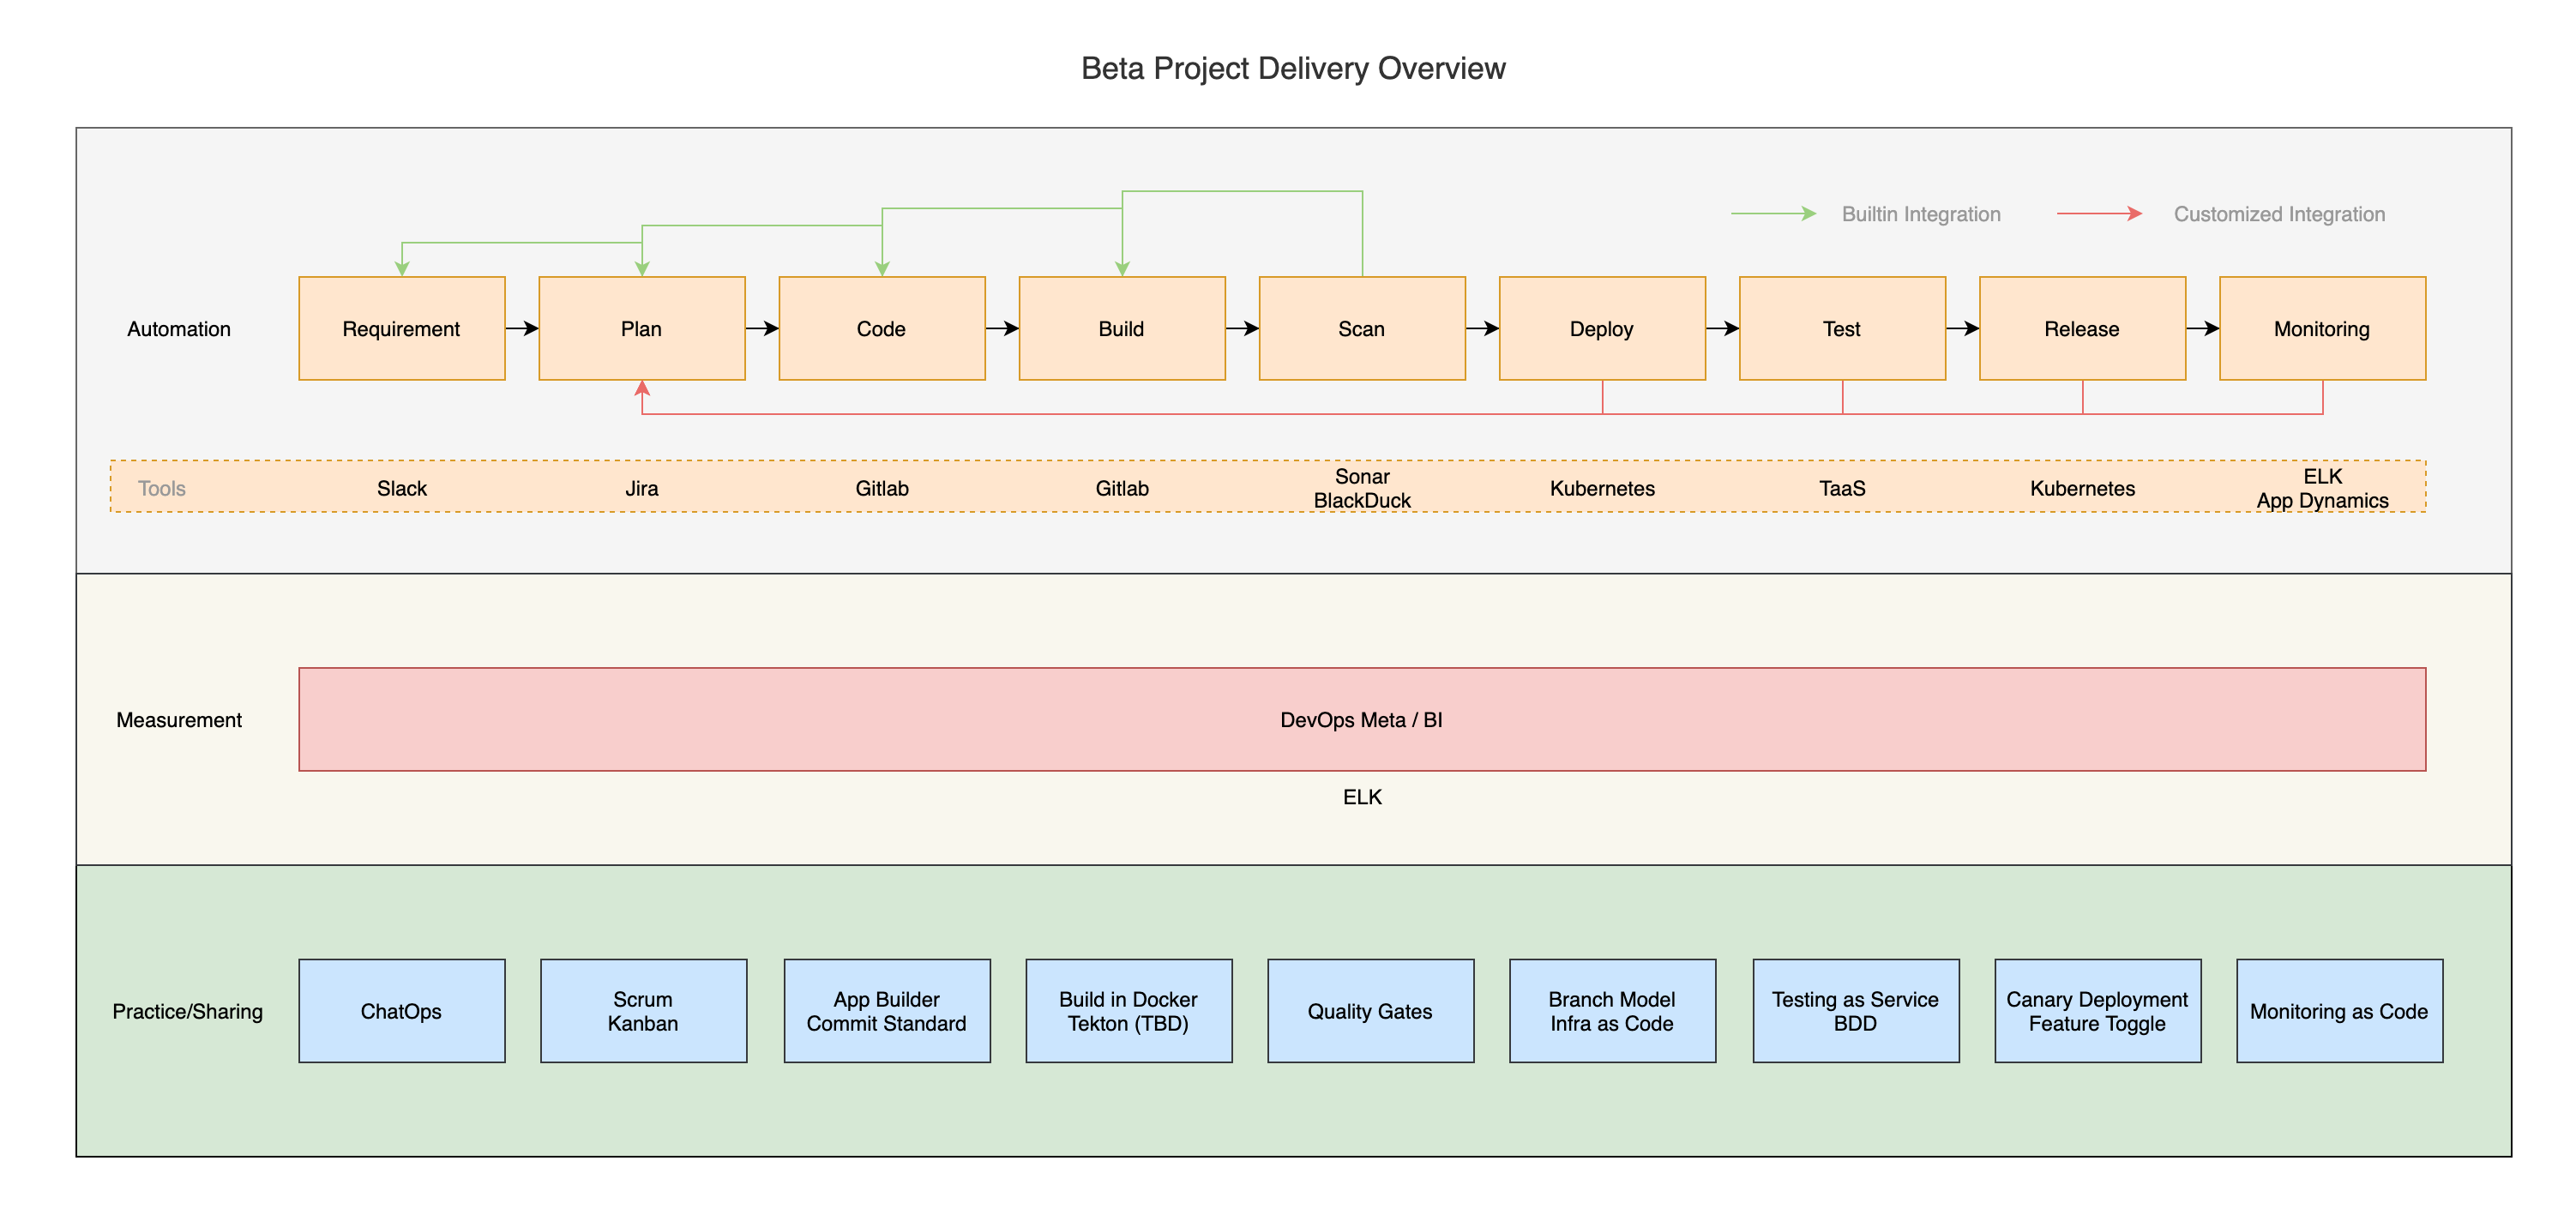 Beta Project Delivery Overview
Builtin Integration
Customized Integration
Automation
Requirement
Plan
Code
Build
Scan
Deploy
Test
Release
Monitoring
Tools
Slack
Jira
Gitlab
Gitlab
Sonar
BlackDuck
Kubernetes
TaaS
Kubernetes
ELK
App Dynamics
Measurement
DevOps Meta / BI
ELK
Practice/Sharing
ChatOps
Scrum
Kanban
App Builder
Commit Standard
Build in Docker
Tekton (TBD)
Quality Gates
Branch Model
Infra as Code
Testing as Service
BDD
Canary Deployment
Feature Toggle
Monitoring as Code